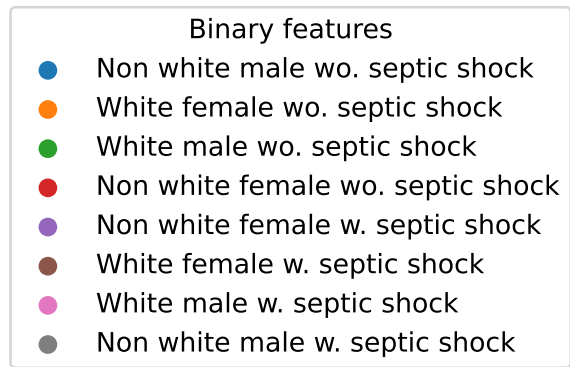 Binary features
Non white male wo. septic shock
White female wo. septic shock
White male wo. septic shock
Non white female wo. septic shock
Non white female w. septic shock
White female w. septic shock
White male w. septic shock
Non white male w. septic shock